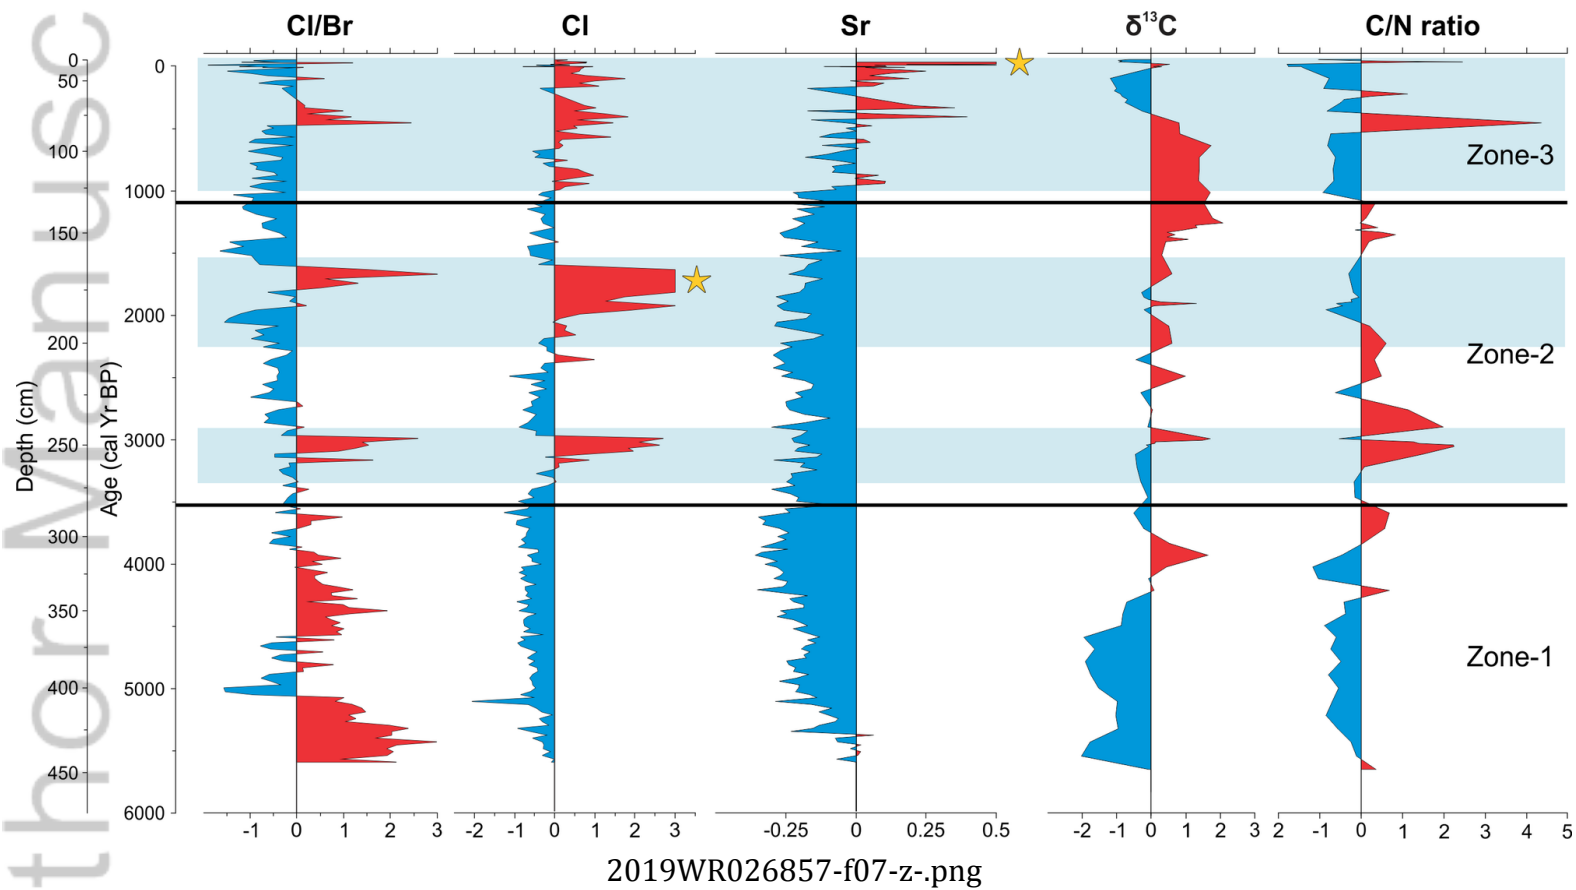 thor Manusc
Cl/Br Cl Sr δ¹³C C/N ratio
Depth (cm)
0
50
100
150
200
250
300
350
400
450
Age (cal Yr BP)
0
1000
2000
3000
4000
5000
6000
Zone-3
Zone-2
Zone-1
-1 0 1 2 3 -2 -1 0 1 2 3 -0.25 0 0.25 0.5 -2 -1 0 1 2 3 2 -1 0 1 2 3 4 5
2019WR026857-f07-z-.png